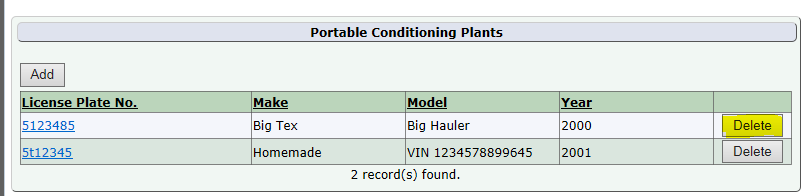 Portable Conditioning Plants
Add
License Plate No. Make Model Year
5123485 Big Tex Big Hauler 2000 Delete
5t12345 Homemade VIN 1234578899645 2001 Delete
2 record(s) found.